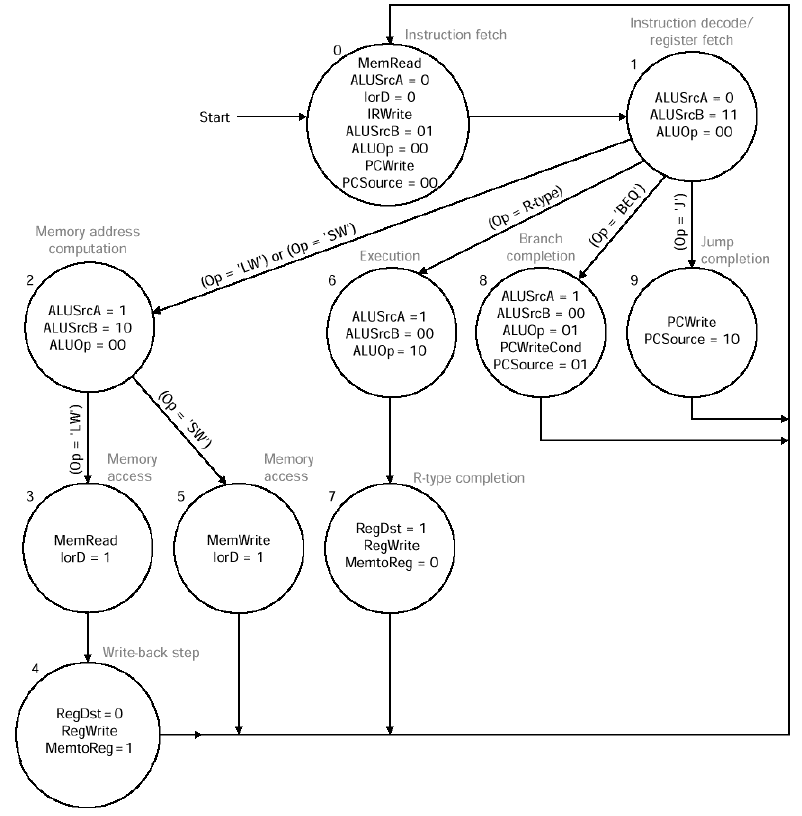 Instruction fetch
0
MemRead
ALUSrcA = 0
IorD = 0
IRWrite
ALUSrcB = 01
ALUOp = 00
PCWrite
PCSource = 00
Start
Instruction decode/
register fetch
1
ALUSrcA = 0
ALUSrcB = 11
ALUOp = 00
(Op = 'LW') or (Op = 'SW')
(Op = R-type)
(Op = 'BEQ')
(Op = 'J')
Memory address
computation
2
ALUSrcA = 1
ALUSrcB = 10
ALUOp = 00
Execution
6
ALUSrcA =1
ALUSrcB = 00
ALUOp= 10
Branch
completion
8
ALUSrcA = 1
ALUSrcB = 00
ALUOp = 01
PCWriteCond
PCSource = 01
Jump
completion
9
PCWrite
PCSource = 10
(Op = 'LW')
(Op = 'SW')
Memory
access
3
MemRead
IorD = 1
Memory
access
5
MemWrite
IorD = 1
R-type completion
7
RegDst = 1
RegWrite
MemtoReg = 0
Write-back step
4
RegDst=0
RegWrite
MemtoReg=1